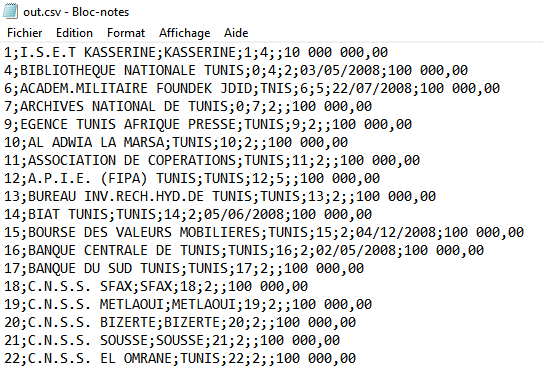 out.csv - Bloc-notes
Fichier Edition Format Affichage Aide
1;I.S.E.T KASSERINE;KASSERINE;1;4;;10 000 000,00
4;BIBLIOTHEQUE NATIONALE TUNIS;0;4;2;03/05/2008;100 000,00
6;ACADEM.MILITAIRE FOUNDEK JDID;TNIS;6;5;22/07/2008;100 000,00
7;ARCHIVES NATIONAL DE TUNIS;0;7;2;;100 000,00
9;EGENCE TUNIS AFRIQUE PRESSE;TUNIS;9;2;;100 000,00
10;AL ADWIA LA MARSA;TUNIS;10;2;;100 000,00
11;ASSOCIATION DE COPERATIONS;TUNIS;11;2;;100 000,00
12;A.P.I.E. (FIPA) TUNIS;TUNIS;12;5;;100 000,00
13;BUREAU INV.RECH.HYD.DE TUNIS;TUNIS;13;2;;100 000,00
14;BIAT TUNIS;TUNIS;14;2;05/06/2008;100 000,00
15;BOURSE DES VALEURS MOBILIERES;TUNIS;15;2;04/12/2008;100 000,00
16;BANQUE CENTRALE DE TUNIS;TUNIS;16;2;02/05/2008;100 000,00
17;BANQUE DU SUD TUNIS;TUNIS;17;2;;100 000,00
18;C.N.S.S. SFAX;SFAX;18;2;;100 000,00
19;C.N.S.S. METLAOUI;METLAOUI;19;2;;100 000,00
20;C.N.S.S. BIZERTE;BIZERTE;20;2;;100 000,00
21;C.N.S.S. SOUSSE;SOUSSE;21;2;;100 000,00
22;C.N.S.S. EL OMRANE;TUNIS;22;2;;100 000,00